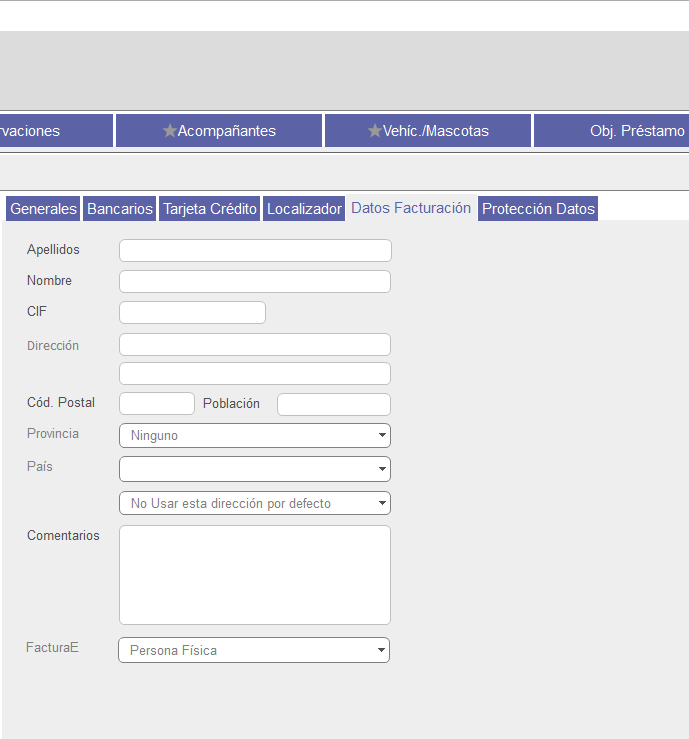 rvaciones ★Acompañantes ★Vehíc./Mascotas Obj. Préstamo
Generales Bancarios Tarjeta Crédito Localizador Datos Facturación Protección Datos
Apellidos
Nombre
CIF
Dirección
Cód. Postal Población
Provincia Ninguno
País
No Usar esta dirección por defecto
Comentarios
FacturaE Persona Física